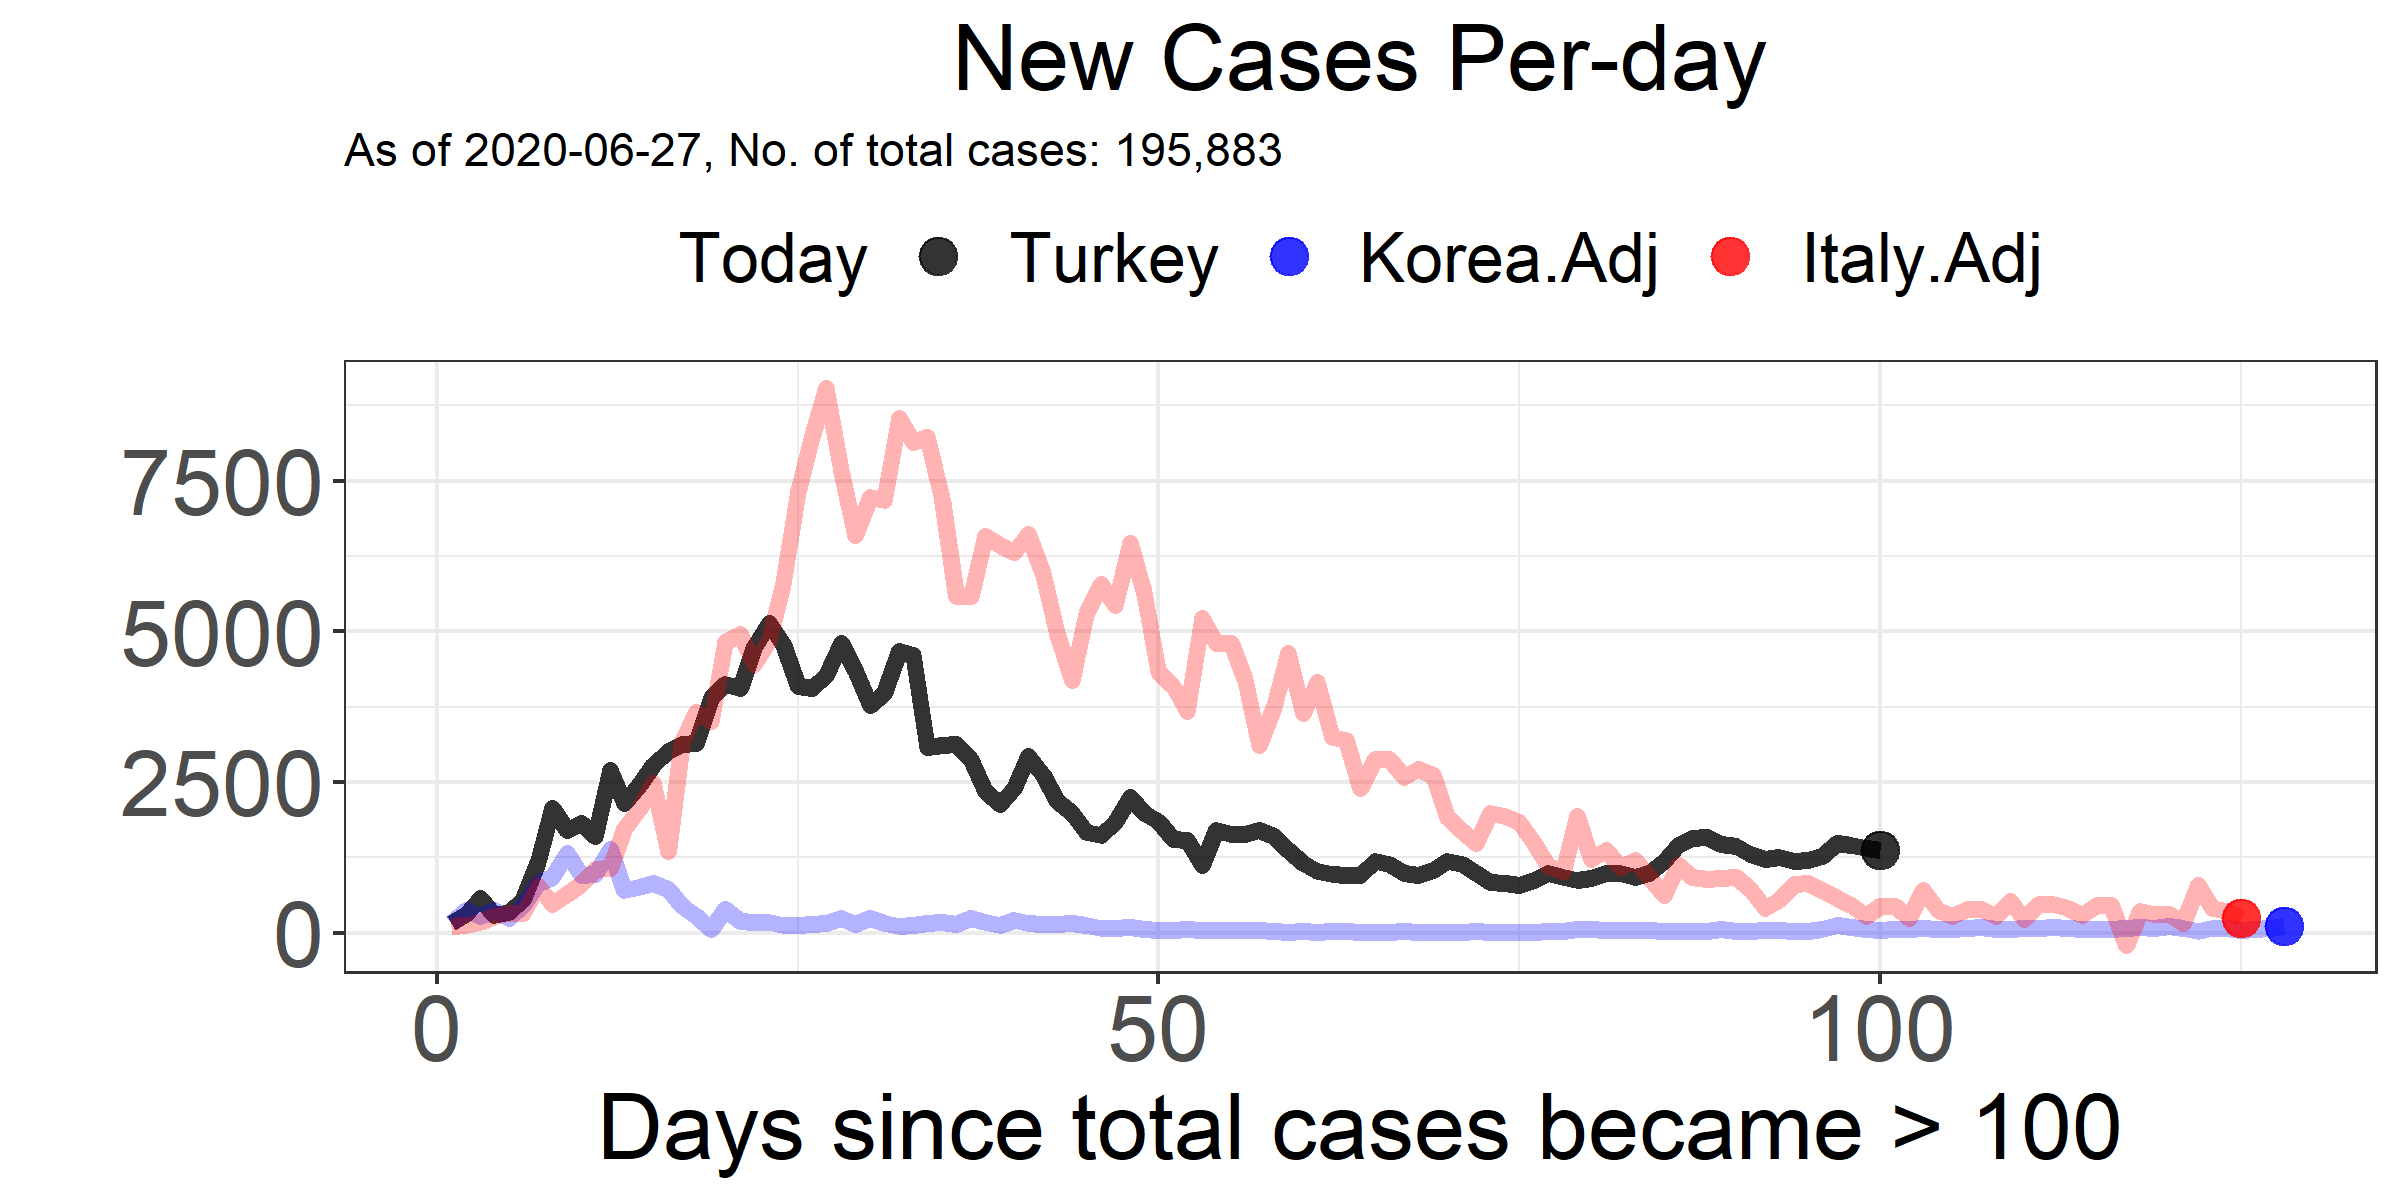 New Cases Per-day
As of 2020-06-27, No. of total cases: 195,883
Today Turkey Korea.Adj Italy.Adj
7500
5000
2500
0
0 50 100
Days since total cases became > 100